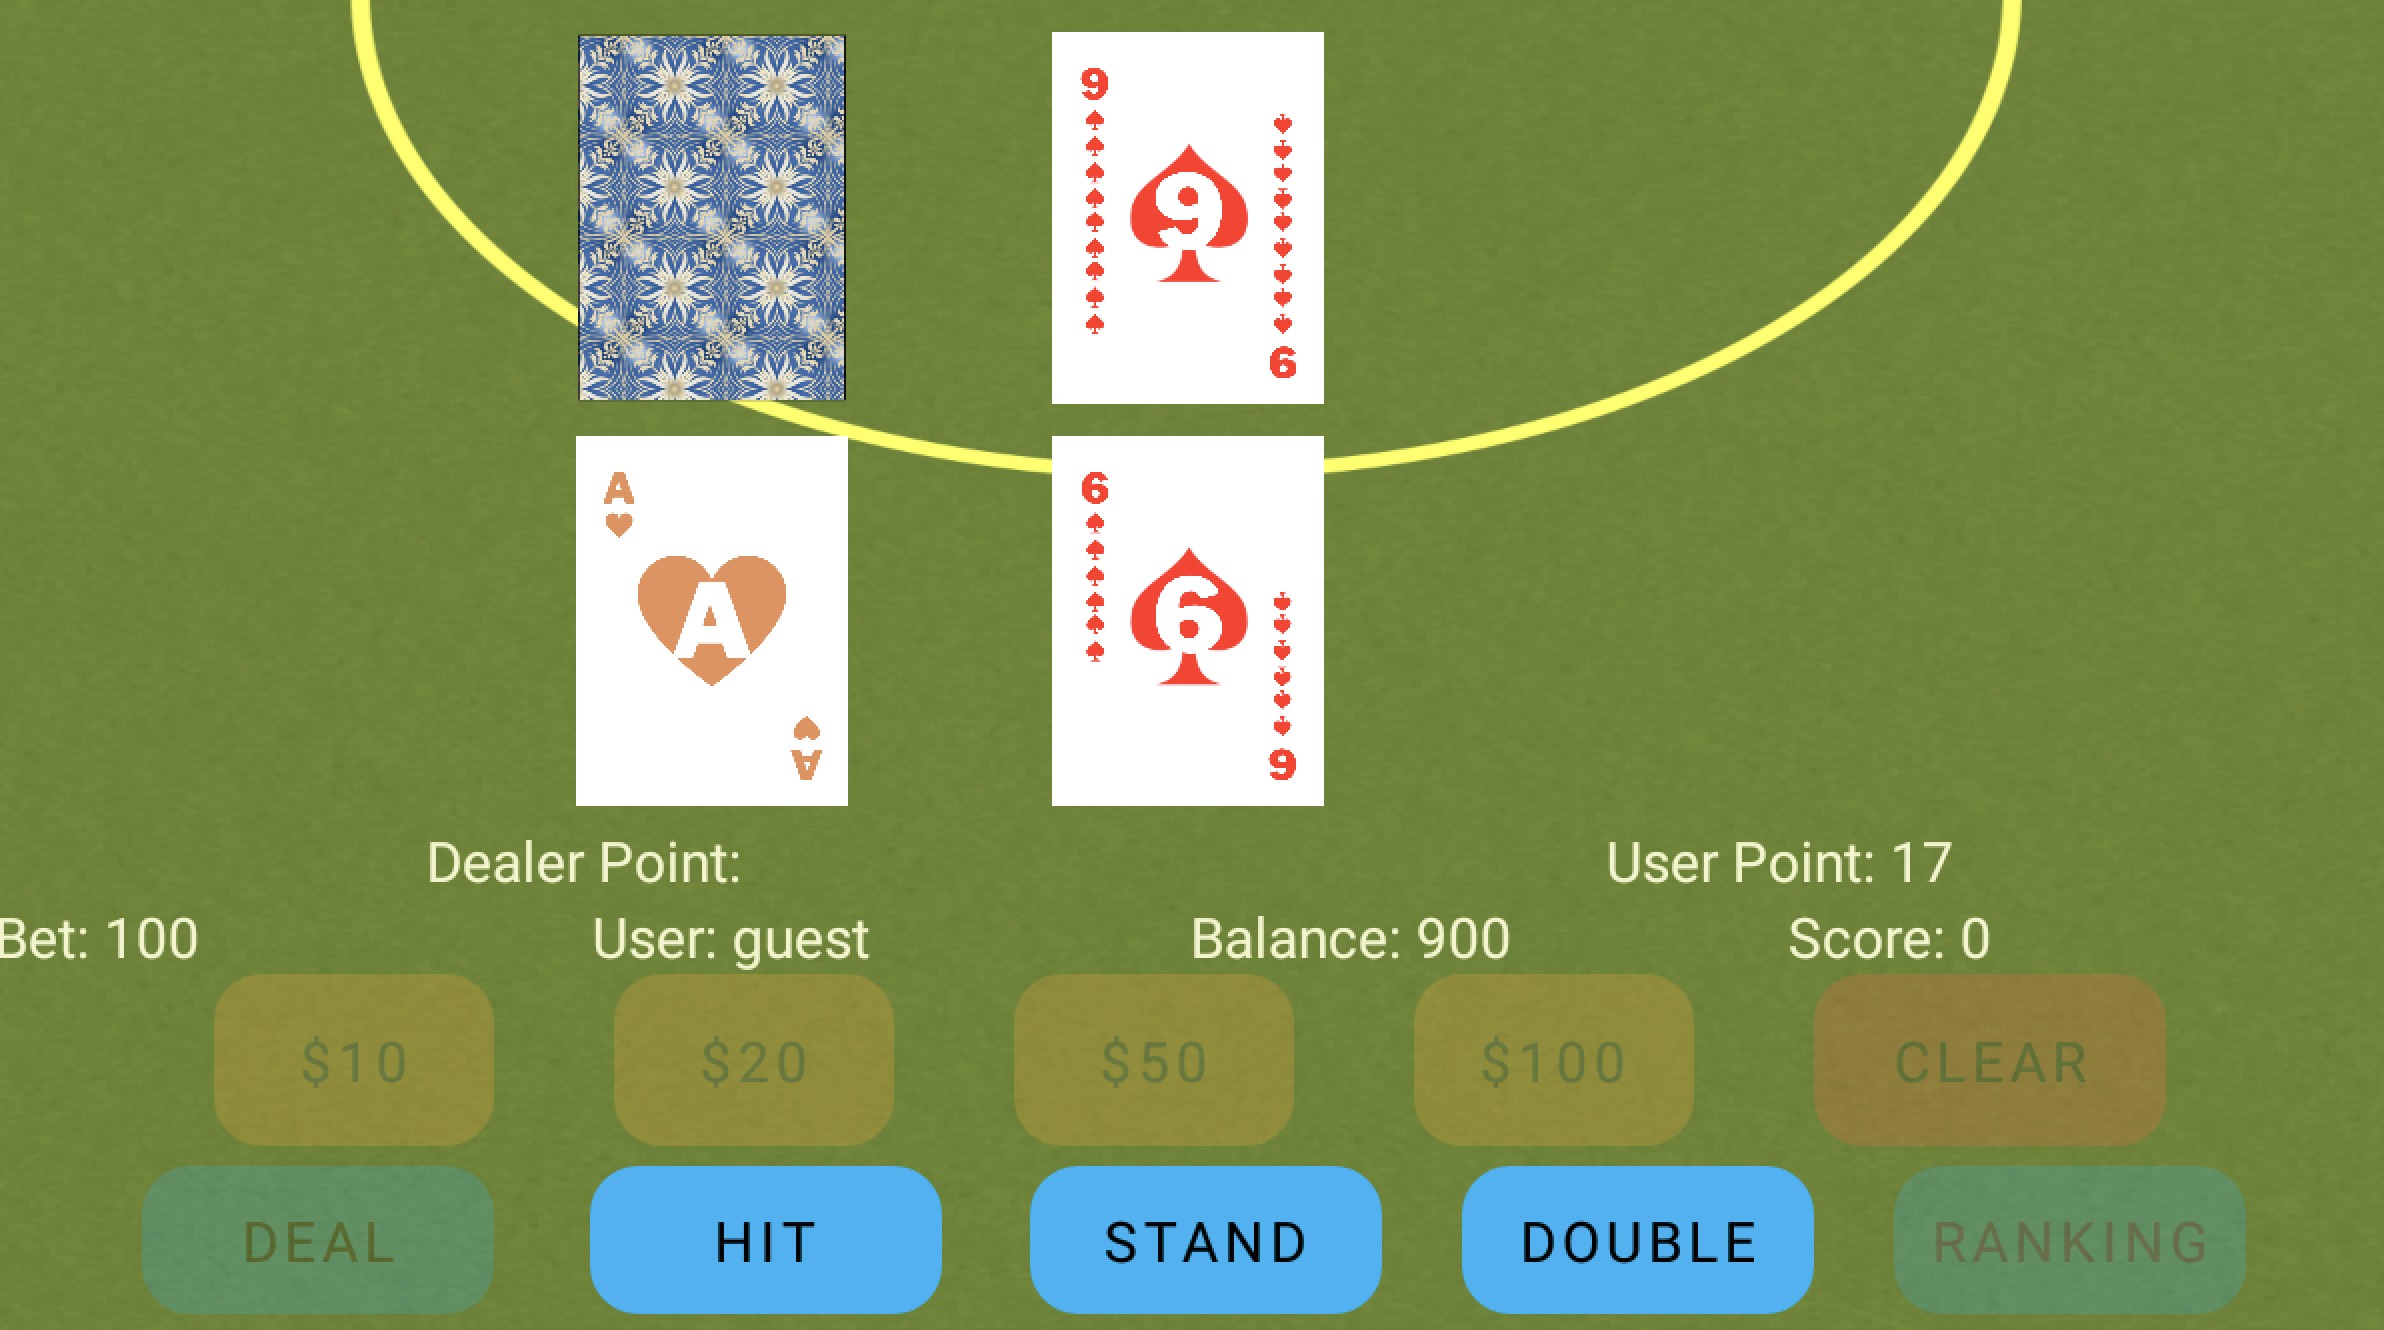 9
9
9
A
6
A
6
A
6
Dealer Point:
User Point: 17
Bet: 100
User: guest
Balance: 900
Score: 0
$10
$20
$50
$100
CLEAR
DEAL
HIT
STAND
DOUBLE
RANKING